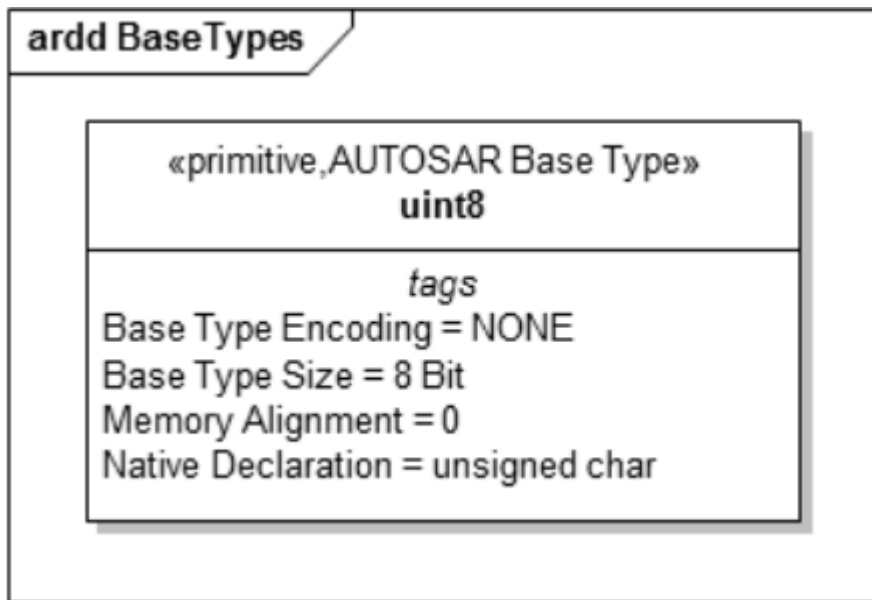 ardd BaseTypes
«primitive,AUTOSAR Base Type»
uint8
tags
Base Type Encoding = NONE
Base Type Size = 8 Bit
Memory Alignment = 0
Native Declaration = unsigned char